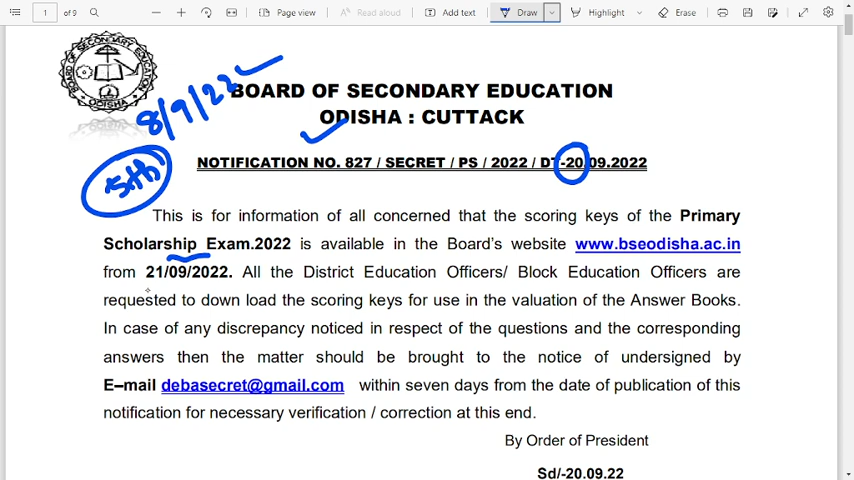 1 of 9 Page view Read aloud Add text Draw Highlight Erase
BOARD OF SECONDARY EDUCATION ODISHA
8/9/22
BOARD OF SECONDARY EDUCATION
ODISHA : CUTTACK
5th
NOTIFICATION NO. 827 / SECRET / PS / 2022 / DT-20.09.2022
This is for information of all concerned that the scoring keys of the Primary
Scholarship Exam.2022 is available in the Board's website www.bseodisha.ac.in
from 21/09/2022. All the District Education Officers/ Block Education Officers are
requested to down load the scoring keys for use in the valuation of the Answer Books.
In case of any discrepancy noticed in respect of the questions and the corresponding
answers then the matter should be brought to the notice of undersigned by
E–mail debasecret@gmail.com within seven days from the date of publication of this
notification for necessary verification / correction at this end.
By Order of President
Sd/-20.09.22